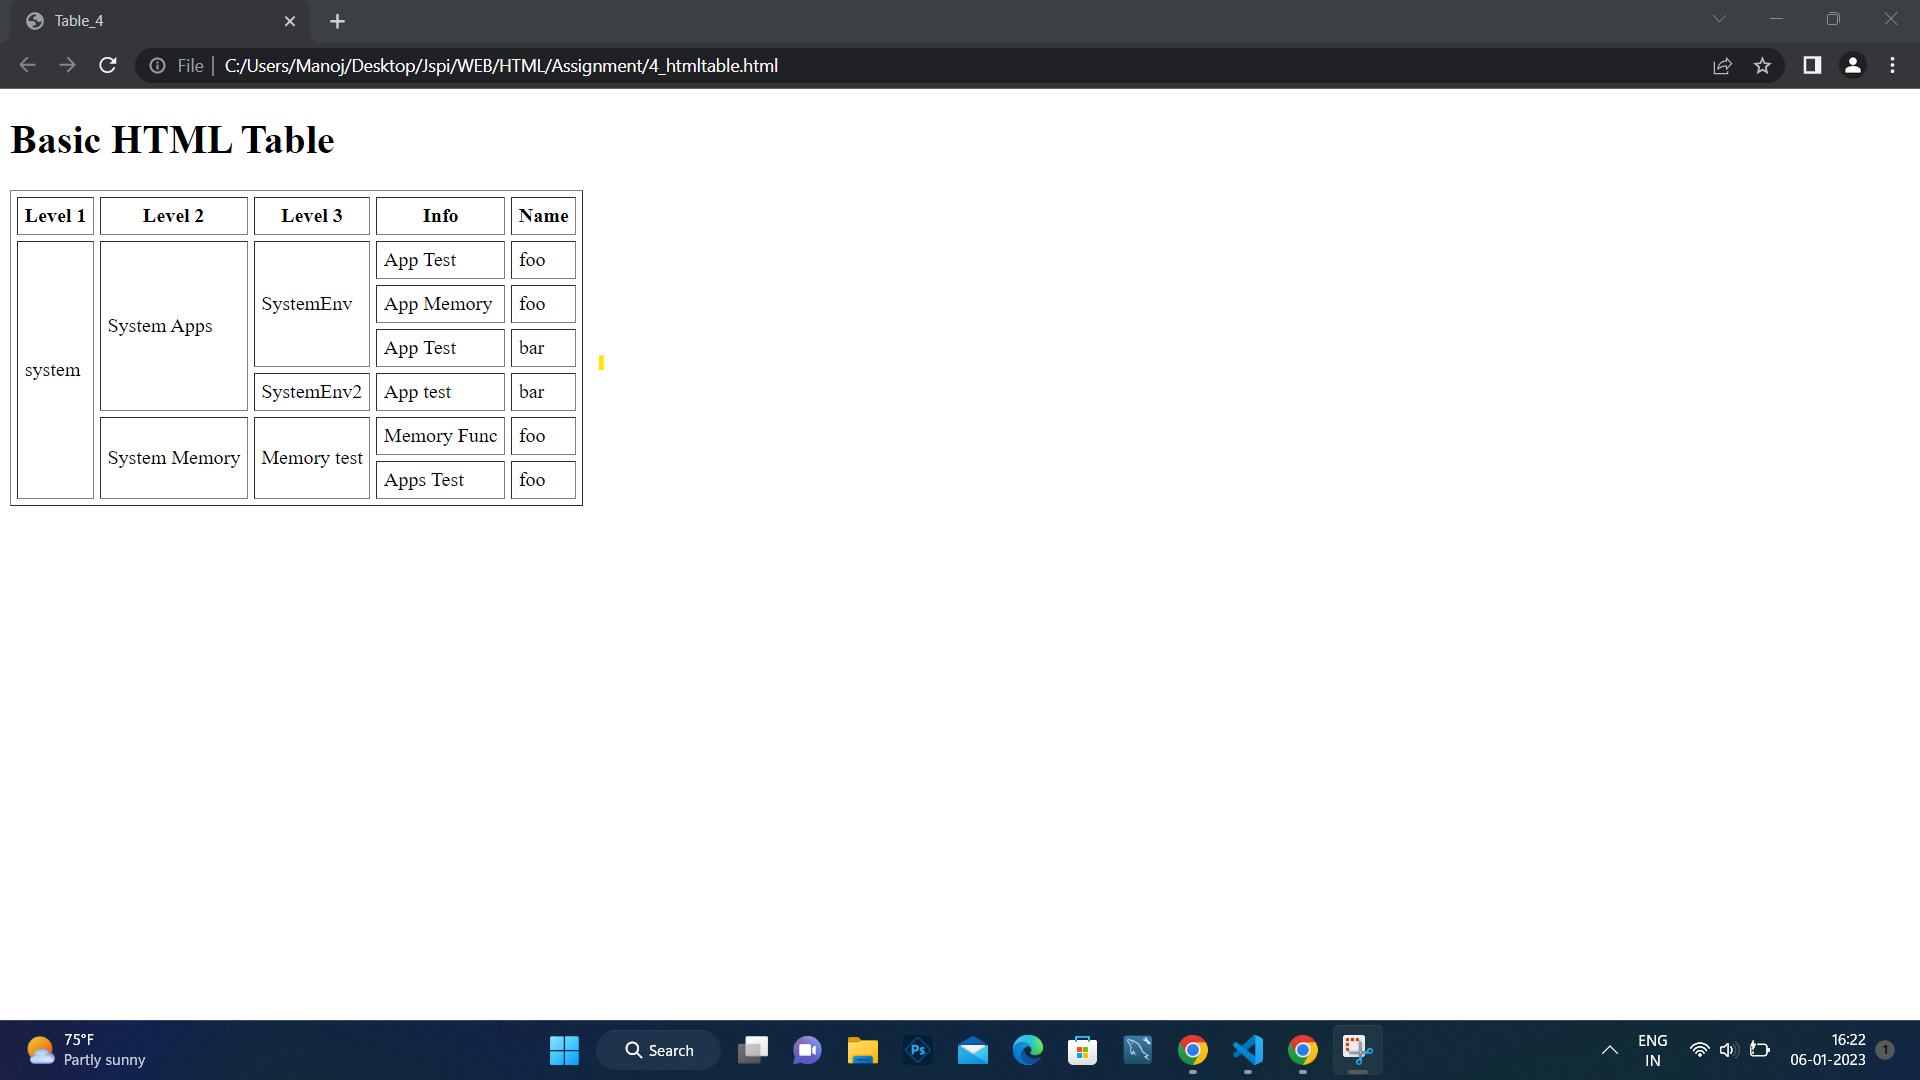 Table_4
File | C:/Users/Manoj/Desktop/Jspi/WEB/HTML/Assignment/4_htmltable.html
Basic HTML Table
Level 1 Level 2 Level 3 Info Name
system System Apps SystemEnv App Test foo
App Memory foo
App Test bar
SystemEnv2 App test bar
System Memory Memory test Memory Func foo
Apps Test foo
75°F
Partly sunny
Search
Ps
ENG
IN
16:22
06-01-2023
1